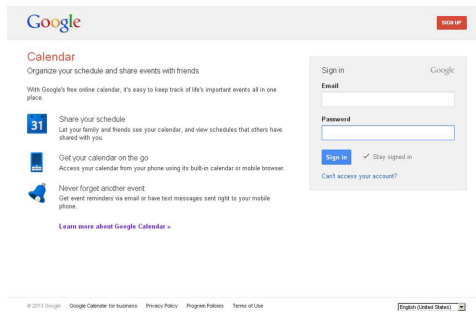 Google
SIGN UP
Calendar
Organize your schedule and share events with friends
With Google's free online calendar, it's easy to keep track of life's important events all in one
place.
31
Share your schedule
Let your family and friends see your calendar, and view schedules that others have
shared with you.
Get your calendar on the go
Access your calendar from your phone using its built-in calendar or mobile browser.
Never forget another event
Get event reminders via email or have text messages sent right to your mobile
phone.
Learn more about Google Calendar »
Sign in Google
Email
Password
Sign in Stay signed in
Can't access your account?
© 2013 Google Google Calendar for business Privacy Policy Program Policies Terms of Use
English (United States)